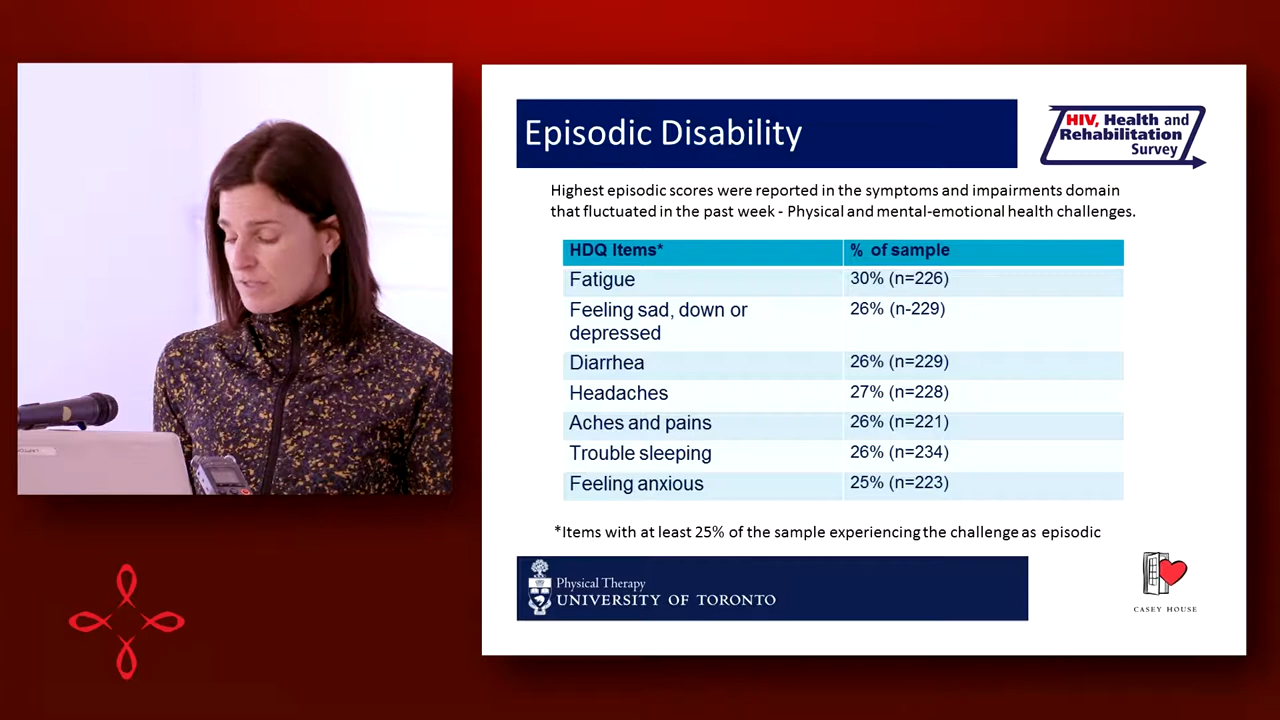 Episodic Disability
HIV, Health and
Rehabilitation
Survey
Highest episodic scores were reported in the symptoms and impairments domain
that fluctuated in the past week - Physical and mental-emotional health challenges.
HDQ Items* % of sample
Fatigue 30% (n=226)
Feeling sad, down or 26% (n-229)
depressed
Diarrhea 26% (n=229)
Headaches 27% (n=228)
Aches and pains 26% (n=221)
Trouble sleeping 26% (n=234)
Feeling anxious 25% (n=223)
*Items with at least 25% of the sample experiencing the challenge as episodic
Physical Therapy
UNIVERSITY OF TORONTO
CASEY HOUSE